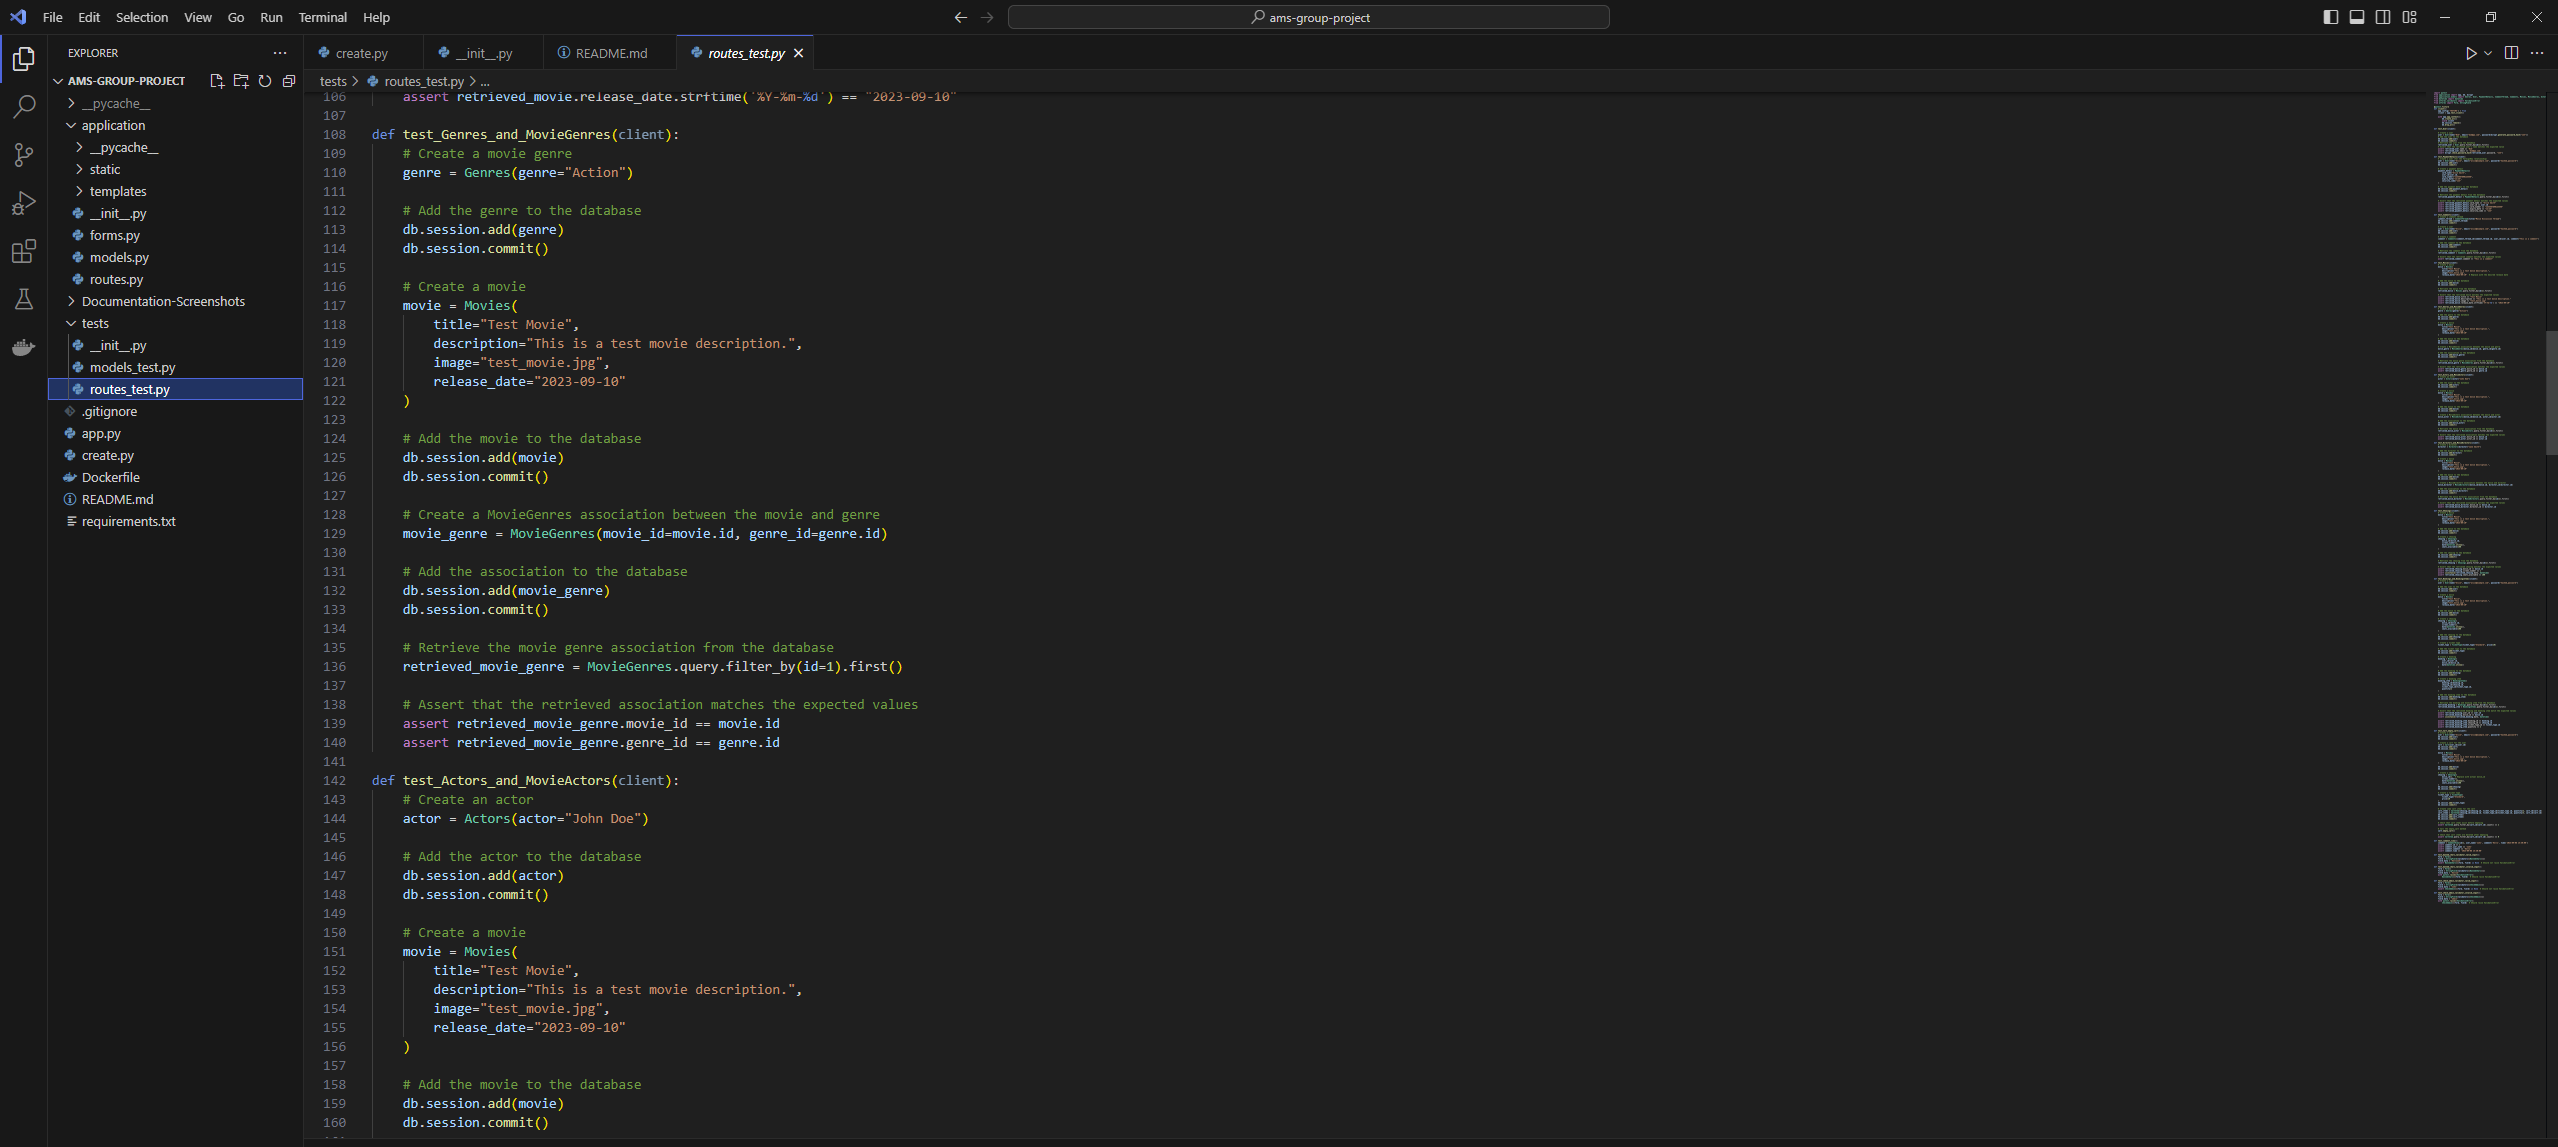 File Edit Selection View Go Run Terminal Help
ams-group-project
EXPLORER
AMS-GROUP-PROJECT
__pycache__
application
__pycache__
static
templates
__init__.py
forms.py
models.py
routes.py
Documentation-Screenshots
tests
__init__.py
models_test.py
routes_test.py
.gitignore
app.py
create.py
Dockerfile
README.md
requirements.txt
create.py __init__.py README.md routes_test.py
tests > routes_test.py > ...
106 assert retrieved_movie.release_date.strftime('%Y-%m-%d') == "2023-09-10"
107
108 def test_Genres_and_MovieGenres(client):
109 # Create a movie genre
110 genre = Genres(genre="Action")
111
112 # Add the genre to the database
113 db.session.add(genre)
114 db.session.commit()
115
116 # Create a movie
117 movie = Movies(
118 title="Test Movie",
119 description="This is a test movie description.",
120 image="test_movie.jpg",
121 release_date="2023-09-10"
122 )
123
124 # Add the movie to the database
125 db.session.add(movie)
126 db.session.commit()
127
128 # Create a MovieGenres association between the movie and genre
129 movie_genre = MovieGenres(movie_id=movie.id, genre_id=genre.id)
130
131 # Add the association to the database
132 db.session.add(movie_genre)
133 db.session.commit()
134
135 # Retrieve the movie genre association from the database
136 retrieved_movie_genre = MovieGenres.query.filter_by(id=1).first()
137
138 # Assert that the retrieved association matches the expected values
139 assert retrieved_movie_genre.movie_id == movie.id
140 assert retrieved_movie_genre.genre_id == genre.id
141
142 def test_Actors_and_MovieActors(client):
143 # Create an actor
144 actor = Actors(actor="John Doe")
145
146 # Add the actor to the database
147 db.session.add(actor)
148 db.session.commit()
149
150 # Create a movie
151 movie = Movies(
152 title="Test Movie",
153 description="This is a test movie description.",
154 image="test_movie.jpg",
155 release_date="2023-09-10"
156 )
157
158 # Add the movie to the database
159 db.session.add(movie)
160 db.session.commit()